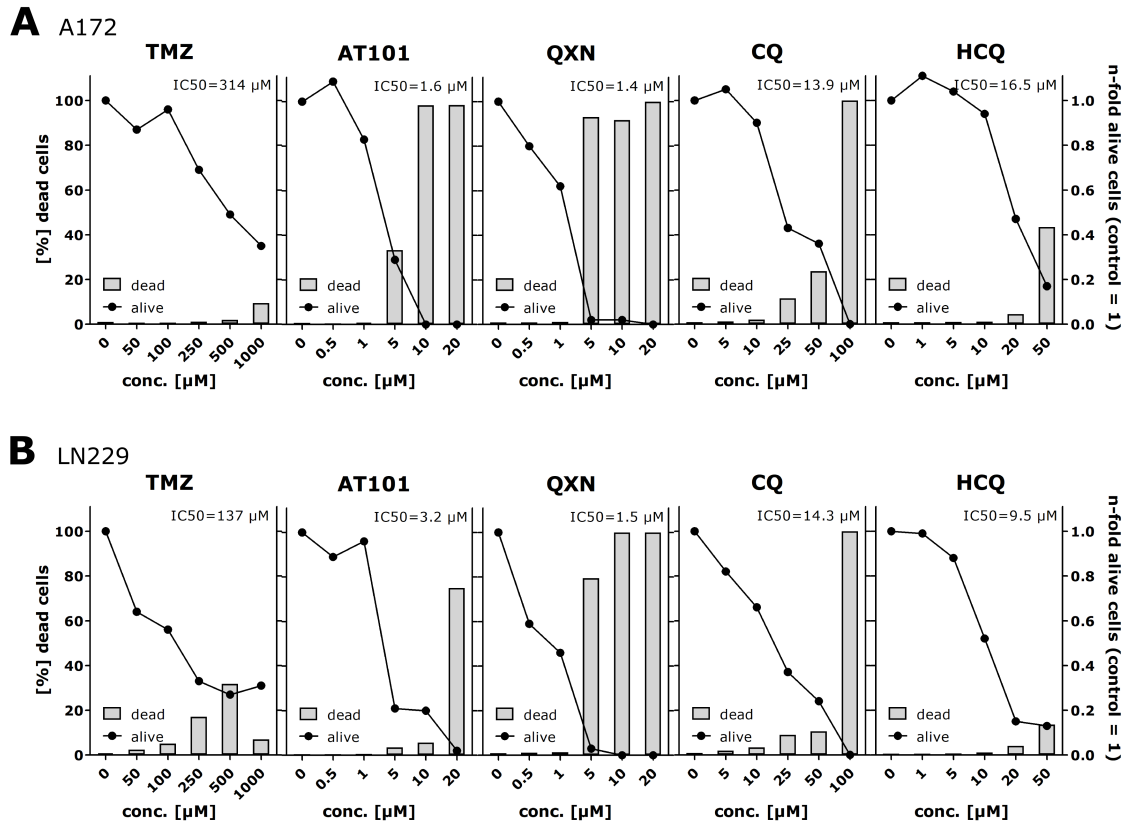 A A172
TMZ AT101 QXN CQ HCQ
IC50=314 µM IC50=1.6 µM IC50=1.4 µM IC50=13.9 µM IC50=16.5 µM
[%] dead cells
100
80
60
40
20
0
dead dead dead dead dead
alive alive alive alive alive
n-fold alive cells (control = 1)
1.0
0.8
0.6
0.4
0.2
0.0
0 50 100 250 500 1000 0 0.5 1 5 10 20 0 0.5 1 5 10 20 0 5 10 25 50 100 0 1 5 10 20 50
conc. [µM] conc. [µM] conc. [µM] conc. [µM] conc. [µM]
B LN229
TMZ AT101 QXN CQ HCQ
IC50=137 µM IC50=3.2 µM IC50=1.5 µM IC50=14.3 µM IC50=9.5 µM
[%] dead cells
100
80
60
40
20
0
dead dead dead dead dead
alive alive alive alive alive
n-fold alive cells (control = 1)
1.0
0.8
0.6
0.4
0.2
0.0
0 50 100 250 500 1000 0 0.5 1 5 10 20 0 0.5 1 5 10 20 0 5 10 25 50 100 0 1 5 10 20 50
conc. [µM] conc. [µM] conc. [µM] conc. [µM] conc. [µM]